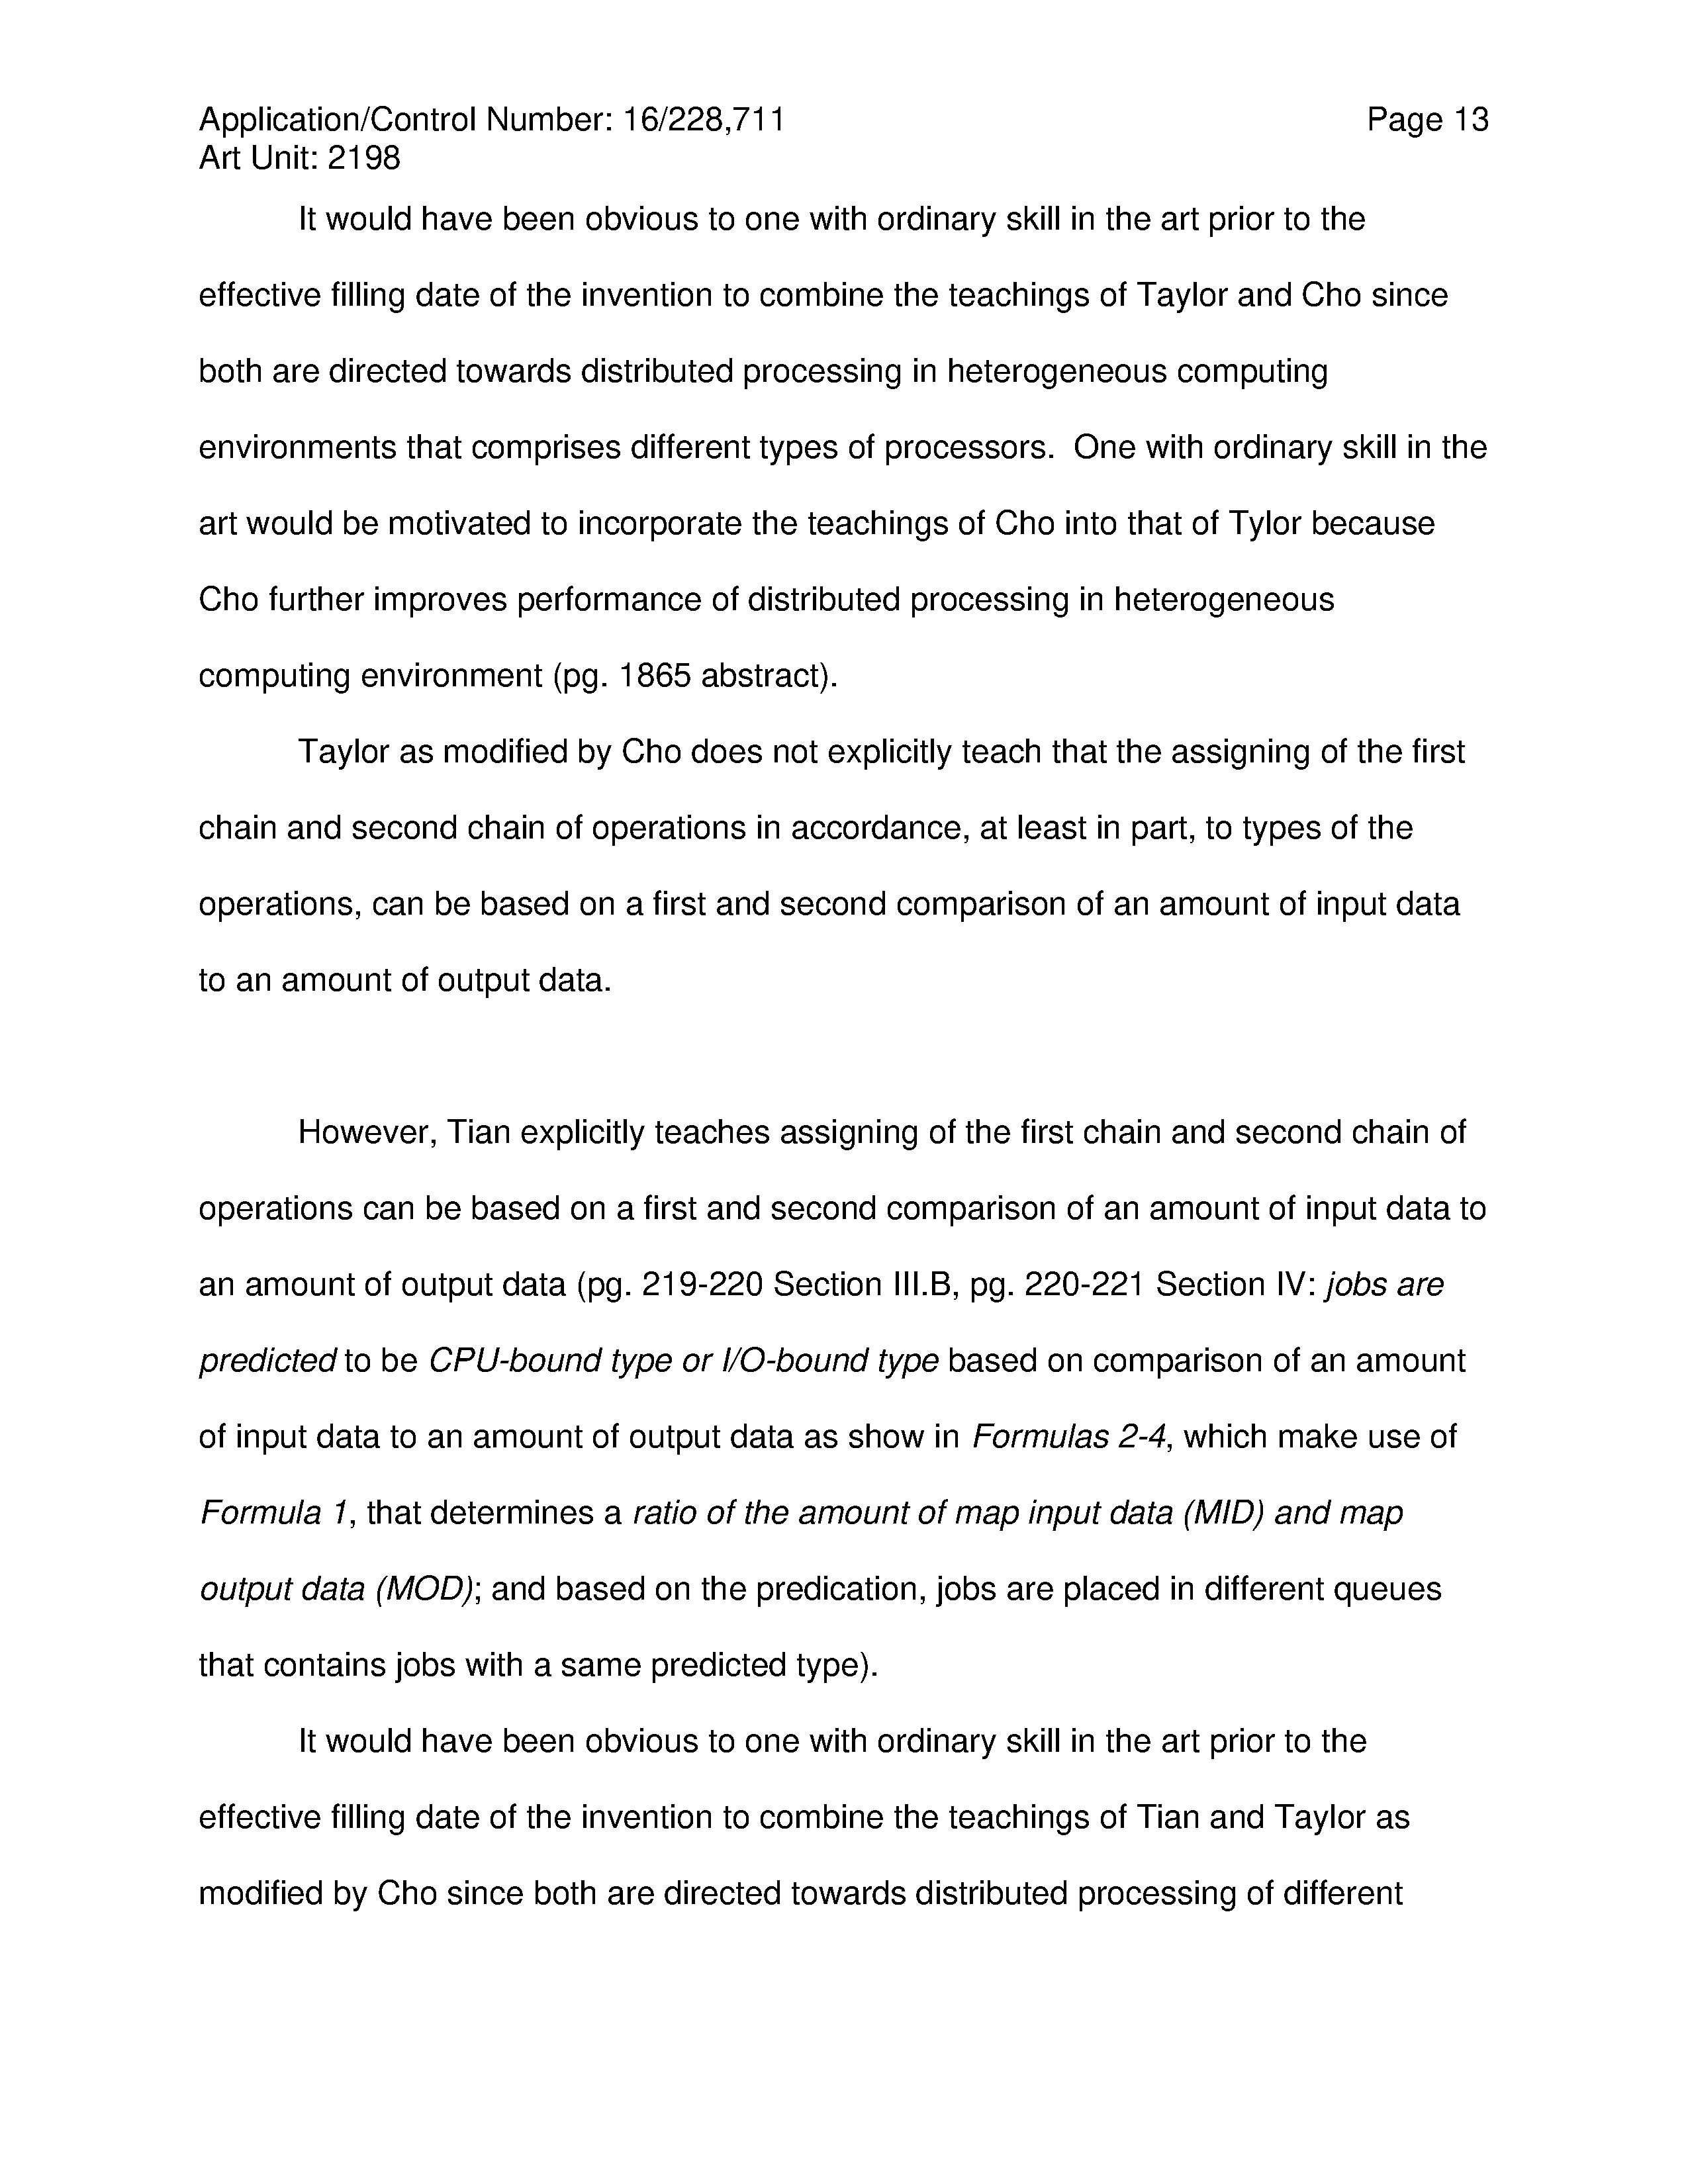 Application/Control Number: 16/228,711 Page 13
Art Unit: 2198
It would have been obvious to one with ordinary skill in the art prior to the
effective filling date of the invention to combine the teachings of Taylor and Cho since
both are directed towards distributed processing in heterogeneous computing
environments that comprises different types of processors.  One with ordinary skill in the
art would be motivated to incorporate the teachings of Cho into that of Tylor because
Cho further improves performance of distributed processing in heterogeneous
computing environment (pg. 1865 abstract).
Taylor as modified by Cho does not explicitly teach that the assigning of the first
chain and second chain of operations in accordance, at least in part, to types of the
operations, can be based on a first and second comparison of an amount of input data
to an amount of output data.
However, Tian explicitly teaches assigning of the first chain and second chain of
operations can be based on a first and second comparison of an amount of input data to
an amount of output data (pg. 219-220 Section III.B, pg. 220-221 Section IV: jobs are
predicted to be CPU-bound type or I/O-bound type based on comparison of an amount
of input data to an amount of output data as show in Formulas 2-4, which make use of
Formula 1, that determines a ratio of the amount of map input data (MID) and map
output data (MOD); and based on the predication, jobs are placed in different queues
that contains jobs with a same predicted type).
It would have been obvious to one with ordinary skill in the art prior to the
effective filling date of the invention to combine the teachings of Tian and Taylor as
modified by Cho since both are directed towards distributed processing of different